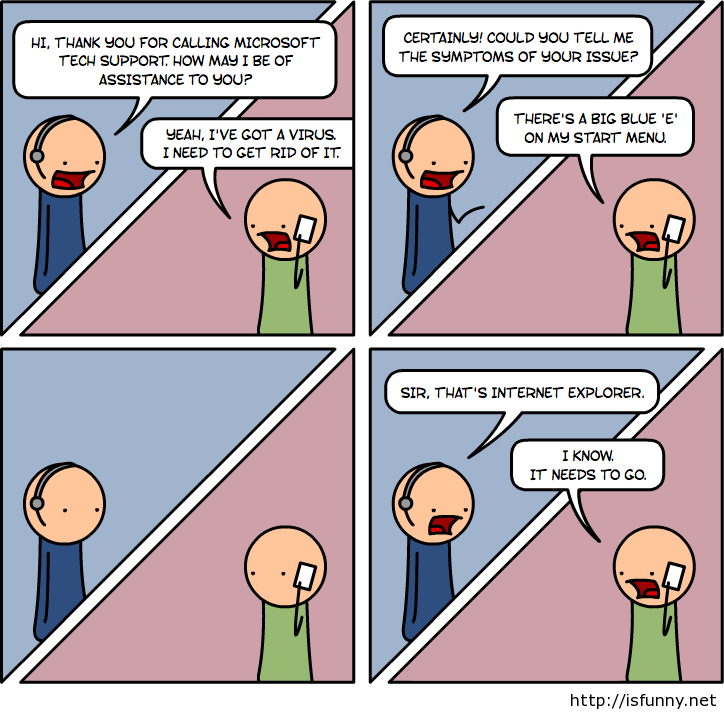 HI, THANK YOU FOR CALLING MICROSOFT
TECH SUPPORT. HOW MAY I BE OF
ASSISTANCE TO YOU?
YEAH, I'VE GOT A VIRUS.
I NEED TO GET RID OF IT.
CERTAINLY! COULD YOU TELL ME
THE SYMPTOMS OF YOUR ISSUE?
THERE'S A BIG BLUE 'E'
ON MY START MENU.
SIR, THAT'S INTERNET EXPLORER.
I KNOW.
IT NEEDS TO GO.
http://isfunny.net